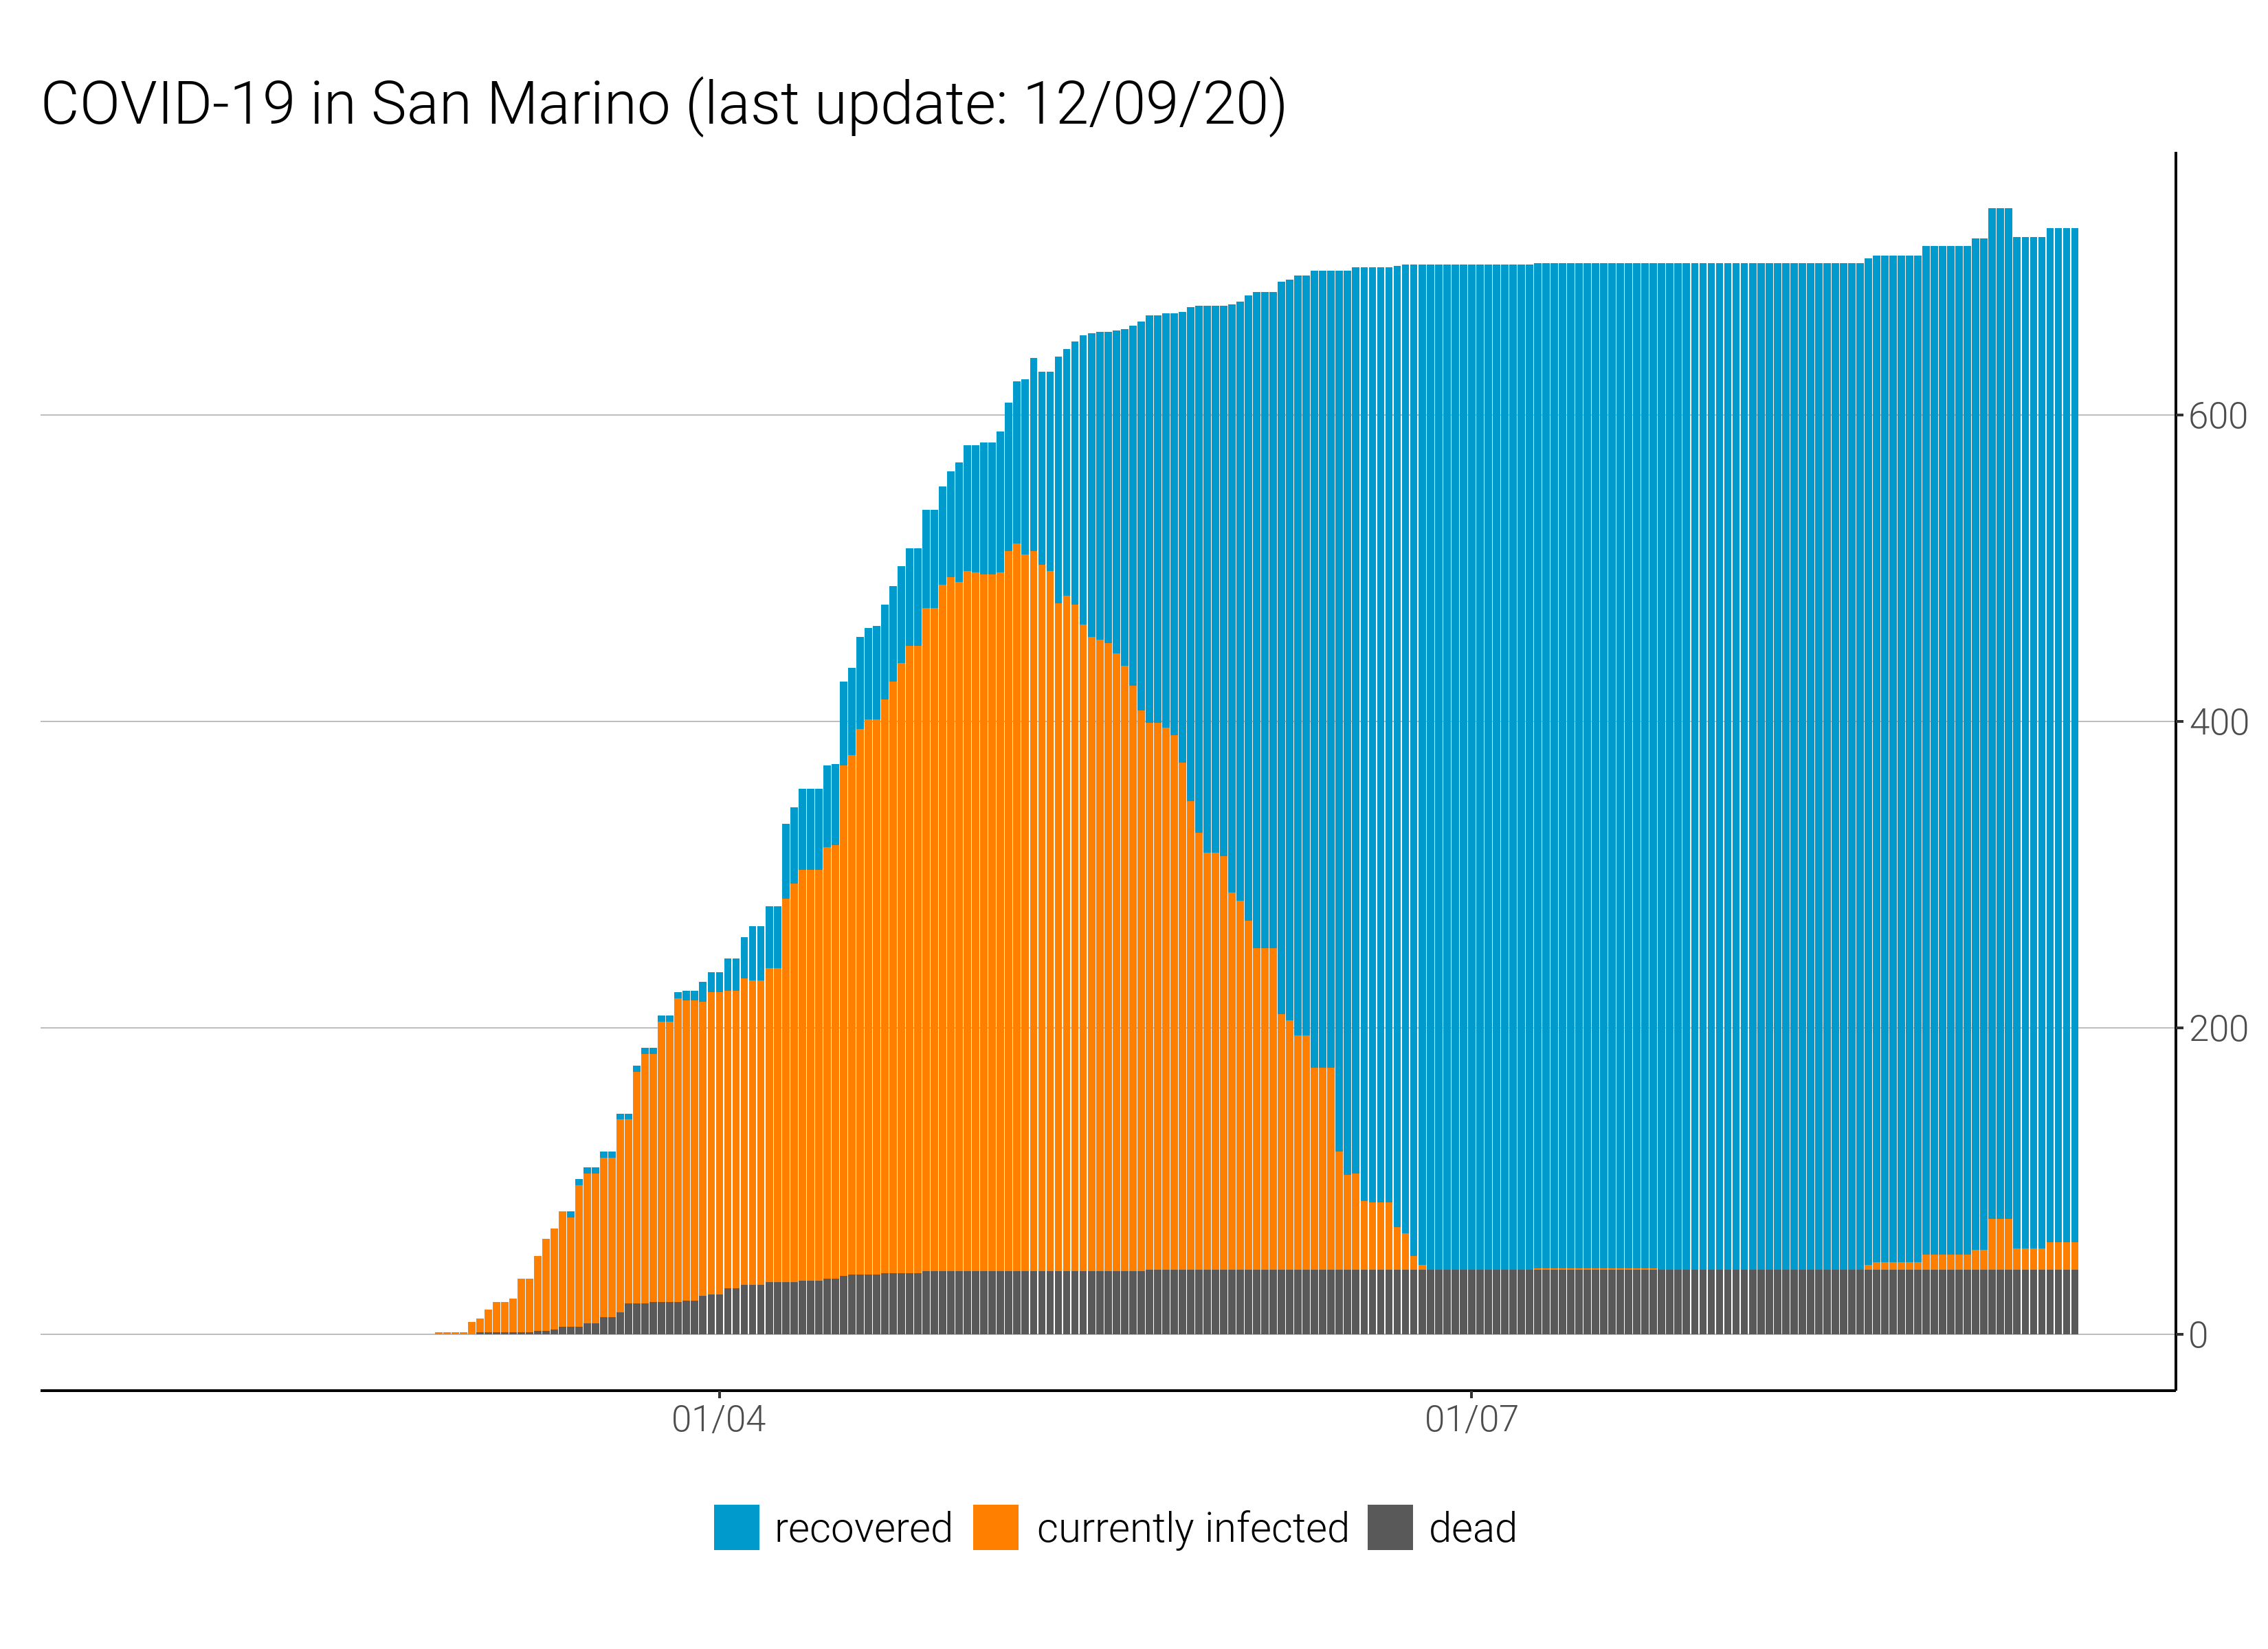 COVID-19 in San Marino (last update: 12/09/20)
600
400
200
0
01/04 01/07
recovered currently infected dead